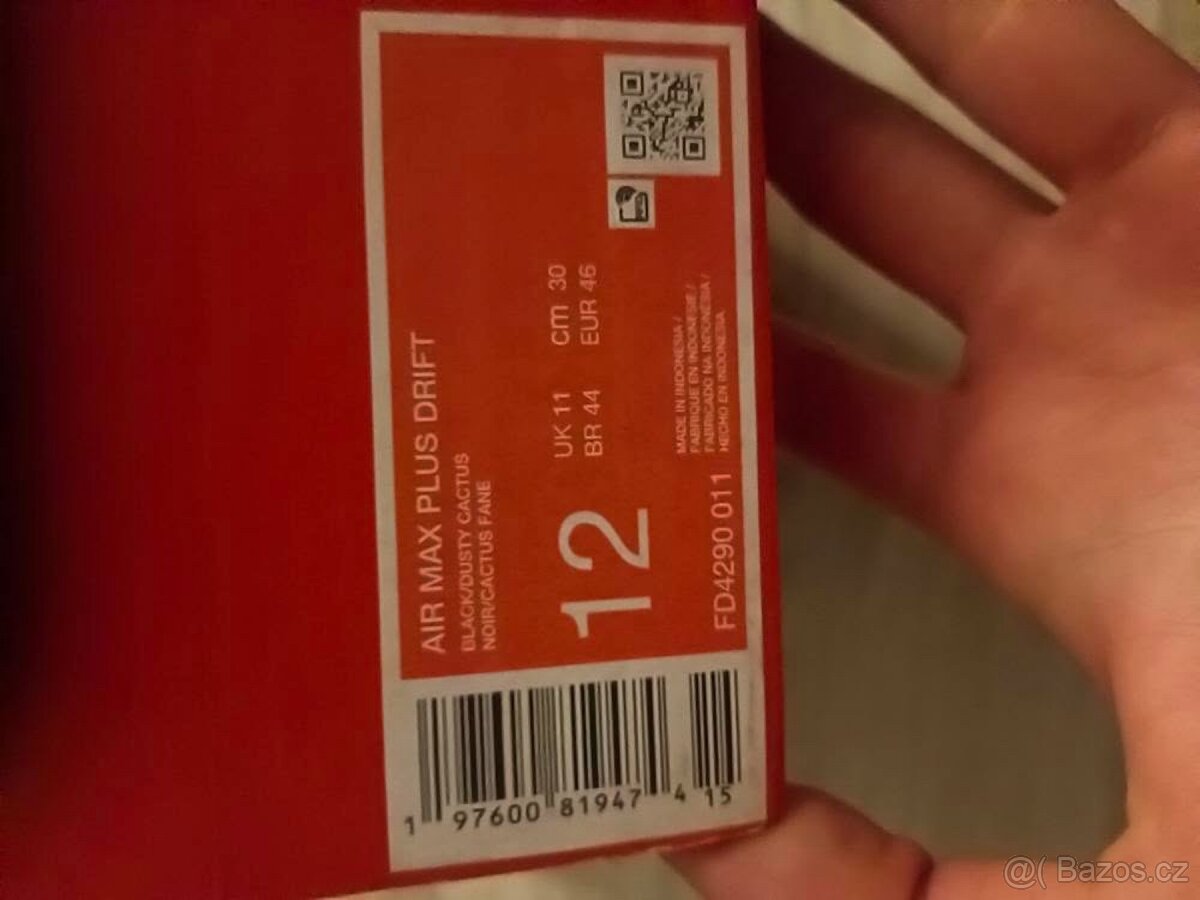 AIR MAX PLUS DRIFT
BLACK/DUSTY CACTUS
NOIR/CACTUS FANE
12
UK 11 cm 30
BR 44 EUR 46
FD4290 011
MADE IN INDONESIA /
FABRIQUE EN INDONESIE /
FABRICADO NA INDONESIA /
HECHO EN INDONESIA
1 97600 81947 4 15
@( Bazos.cz